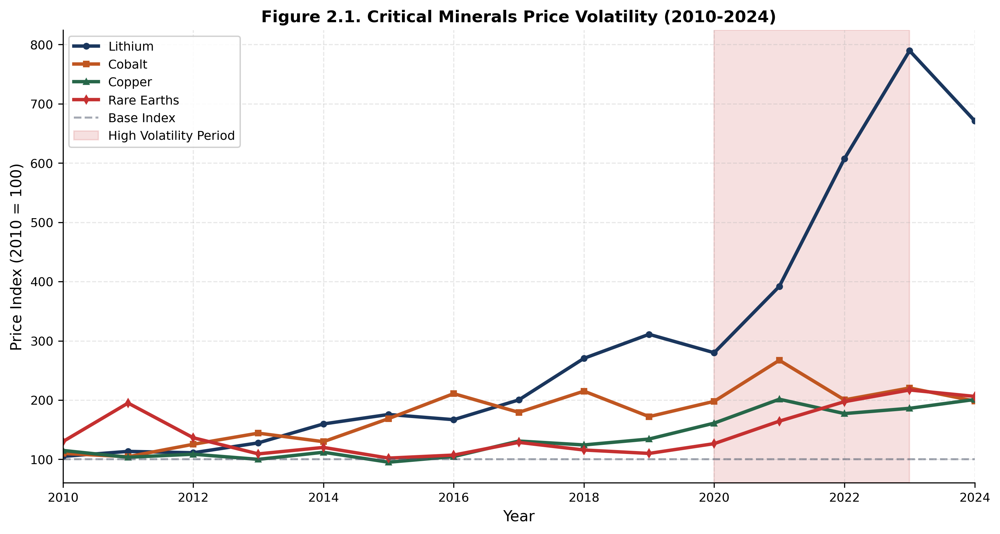 Figure 2.1. Critical Minerals Price Volatility (2010-2024)
Lithium
Cobalt
Copper
Rare Earths
Base Index
High Volatility Period
Price Index (2010 = 100)
800
700
600
500
400
300
200
100
2010 2012 2014 2016 2018 2020 2022 2024
Year